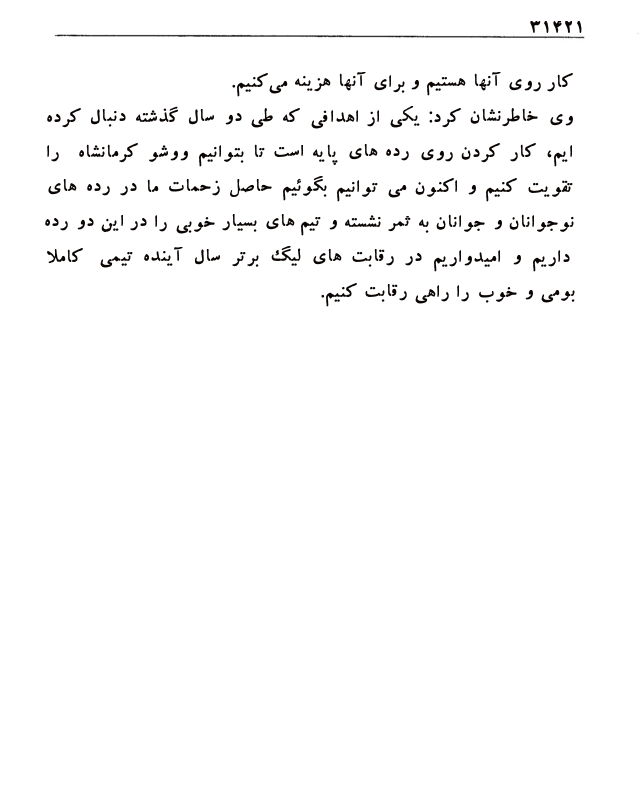 ۳۱۴۲۱
کار روی آنها هستیم و برای آنها هزینه می‌کنیم.
وی خاطرنشان کرد: یکی از اهدافی که طی دو سال گذشته دنبال کرده
ایم، کار کردن روی رده های پایه است تا بتوانیم ووشو کرمانشاه را
تقویت کنیم و اکنون می توانیم بگوئیم حاصل زحمات ما در رده های
نوجوانان و جوانان به ثمر نشسته و تیم های بسیار خوبی را در این دو رده
داریم و امیدواریم در رقابت های لیگ برتر سال آینده تیمی کاملا
بومی و خوب را راهی رقابت کنیم.